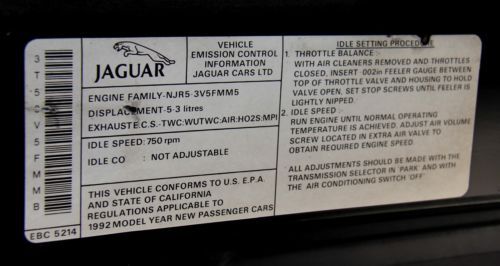 3T5CV5FMMB
EBC 5214
JAGUAR
VEHICLE
EMISSION CONTROL
INFORMATION
JAGUAR CARS LTD
ENGINE FAMILY-NJR5·3V5FMM5
DISPLACEMENT-5·3 litres
EXHAUST E.C.S.-TWC:WUTWC:AIR:HO2S:MPI
IDLE SPEED: 750 rpm
IDLE CO : NOT ADJUSTABLE
THIS VEHICLE CONFORMS TO U.S. E.P.A.
AND STATE OF CALIFORNIA
REGULATIONS APPLICABLE TO
1992 MODEL YEAR NEW PASSENGER CARS
IDLE SETTING PROCEDURE
1. THROTTLE BALANCE :-
WITH AIR CLEANERS REMOVED AND THROTTLES
CLOSED, INSERT ·002in FEELER GAUGE BETWEEN
TOP OF THROTTLE VALVE AND HOUSING TO HOLD
VALVE OPEN, SET STOP SCREWS UNTIL FEELER IS
LIGHTLY NIPPED.
2. IDLE SPEED :-
RUN ENGINE UNTIL NORMAL OPERATING
TEMPERATURE IS ACHIEVED, ADJUST AIR VOLUME
SCREW LOCATED IN EXTRA AIR VALVE TO
OBTAIN REQUIRED ENGINE SPEED.
ALL ADJUSTMENTS SHOULD BE MADE WITH THE
TRANSMISSION SELECTOR IN 'PARK' AND WITH
THE AIR CONDITIONING SWITCH 'OFF'